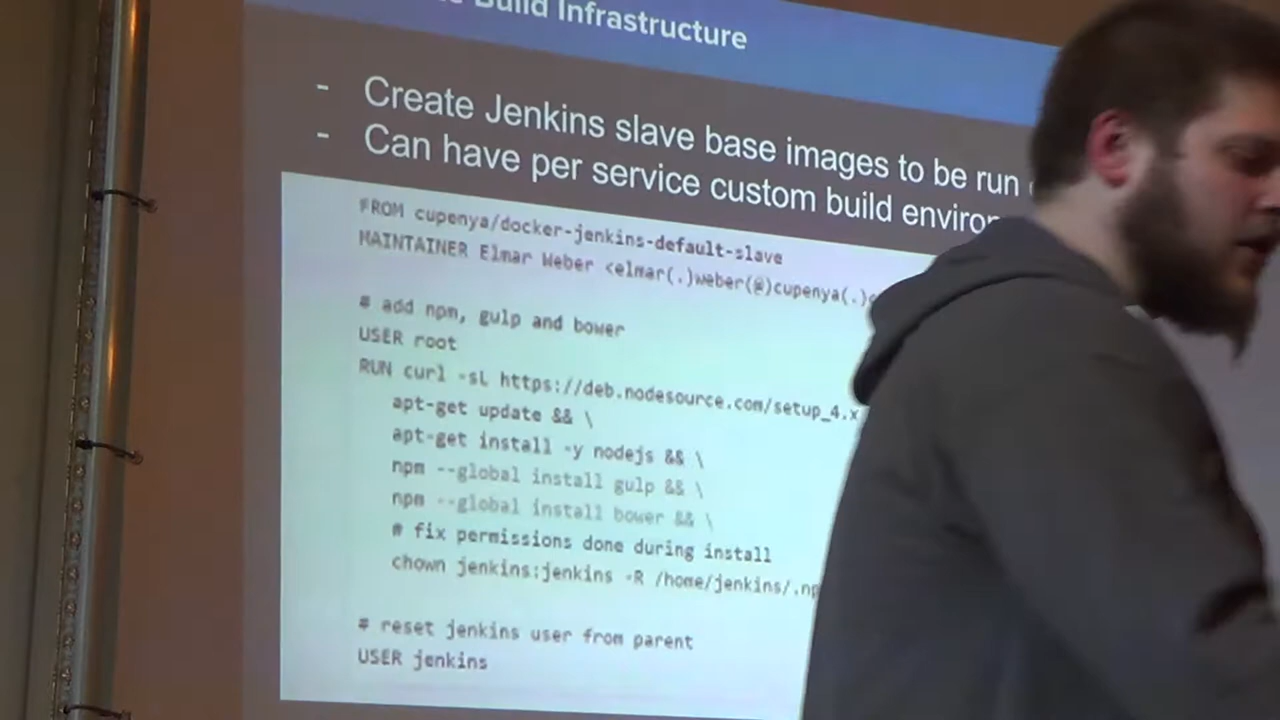 Build Infrastructure
- Create Jenkins slave base images to be run
- Can have per service custom build
FROM cupenya/docker-jenkins-default-slave
MAINTAINER Elmar Weber <elmar(.)weber(@)cupenya(.)
# add npm, gulp and bower
USER root
RUN curl -sL https://deb.nodesource.com/setup_4.x
apt-get update && \
apt-get install -y nodejs && \
npm --global install gulp && \
npm --global install bower && \
# fix permissions done during install
chown jenkins:jenkins -R /home/jenkins/.np
# reset jenkins user from parent
USER jenkins